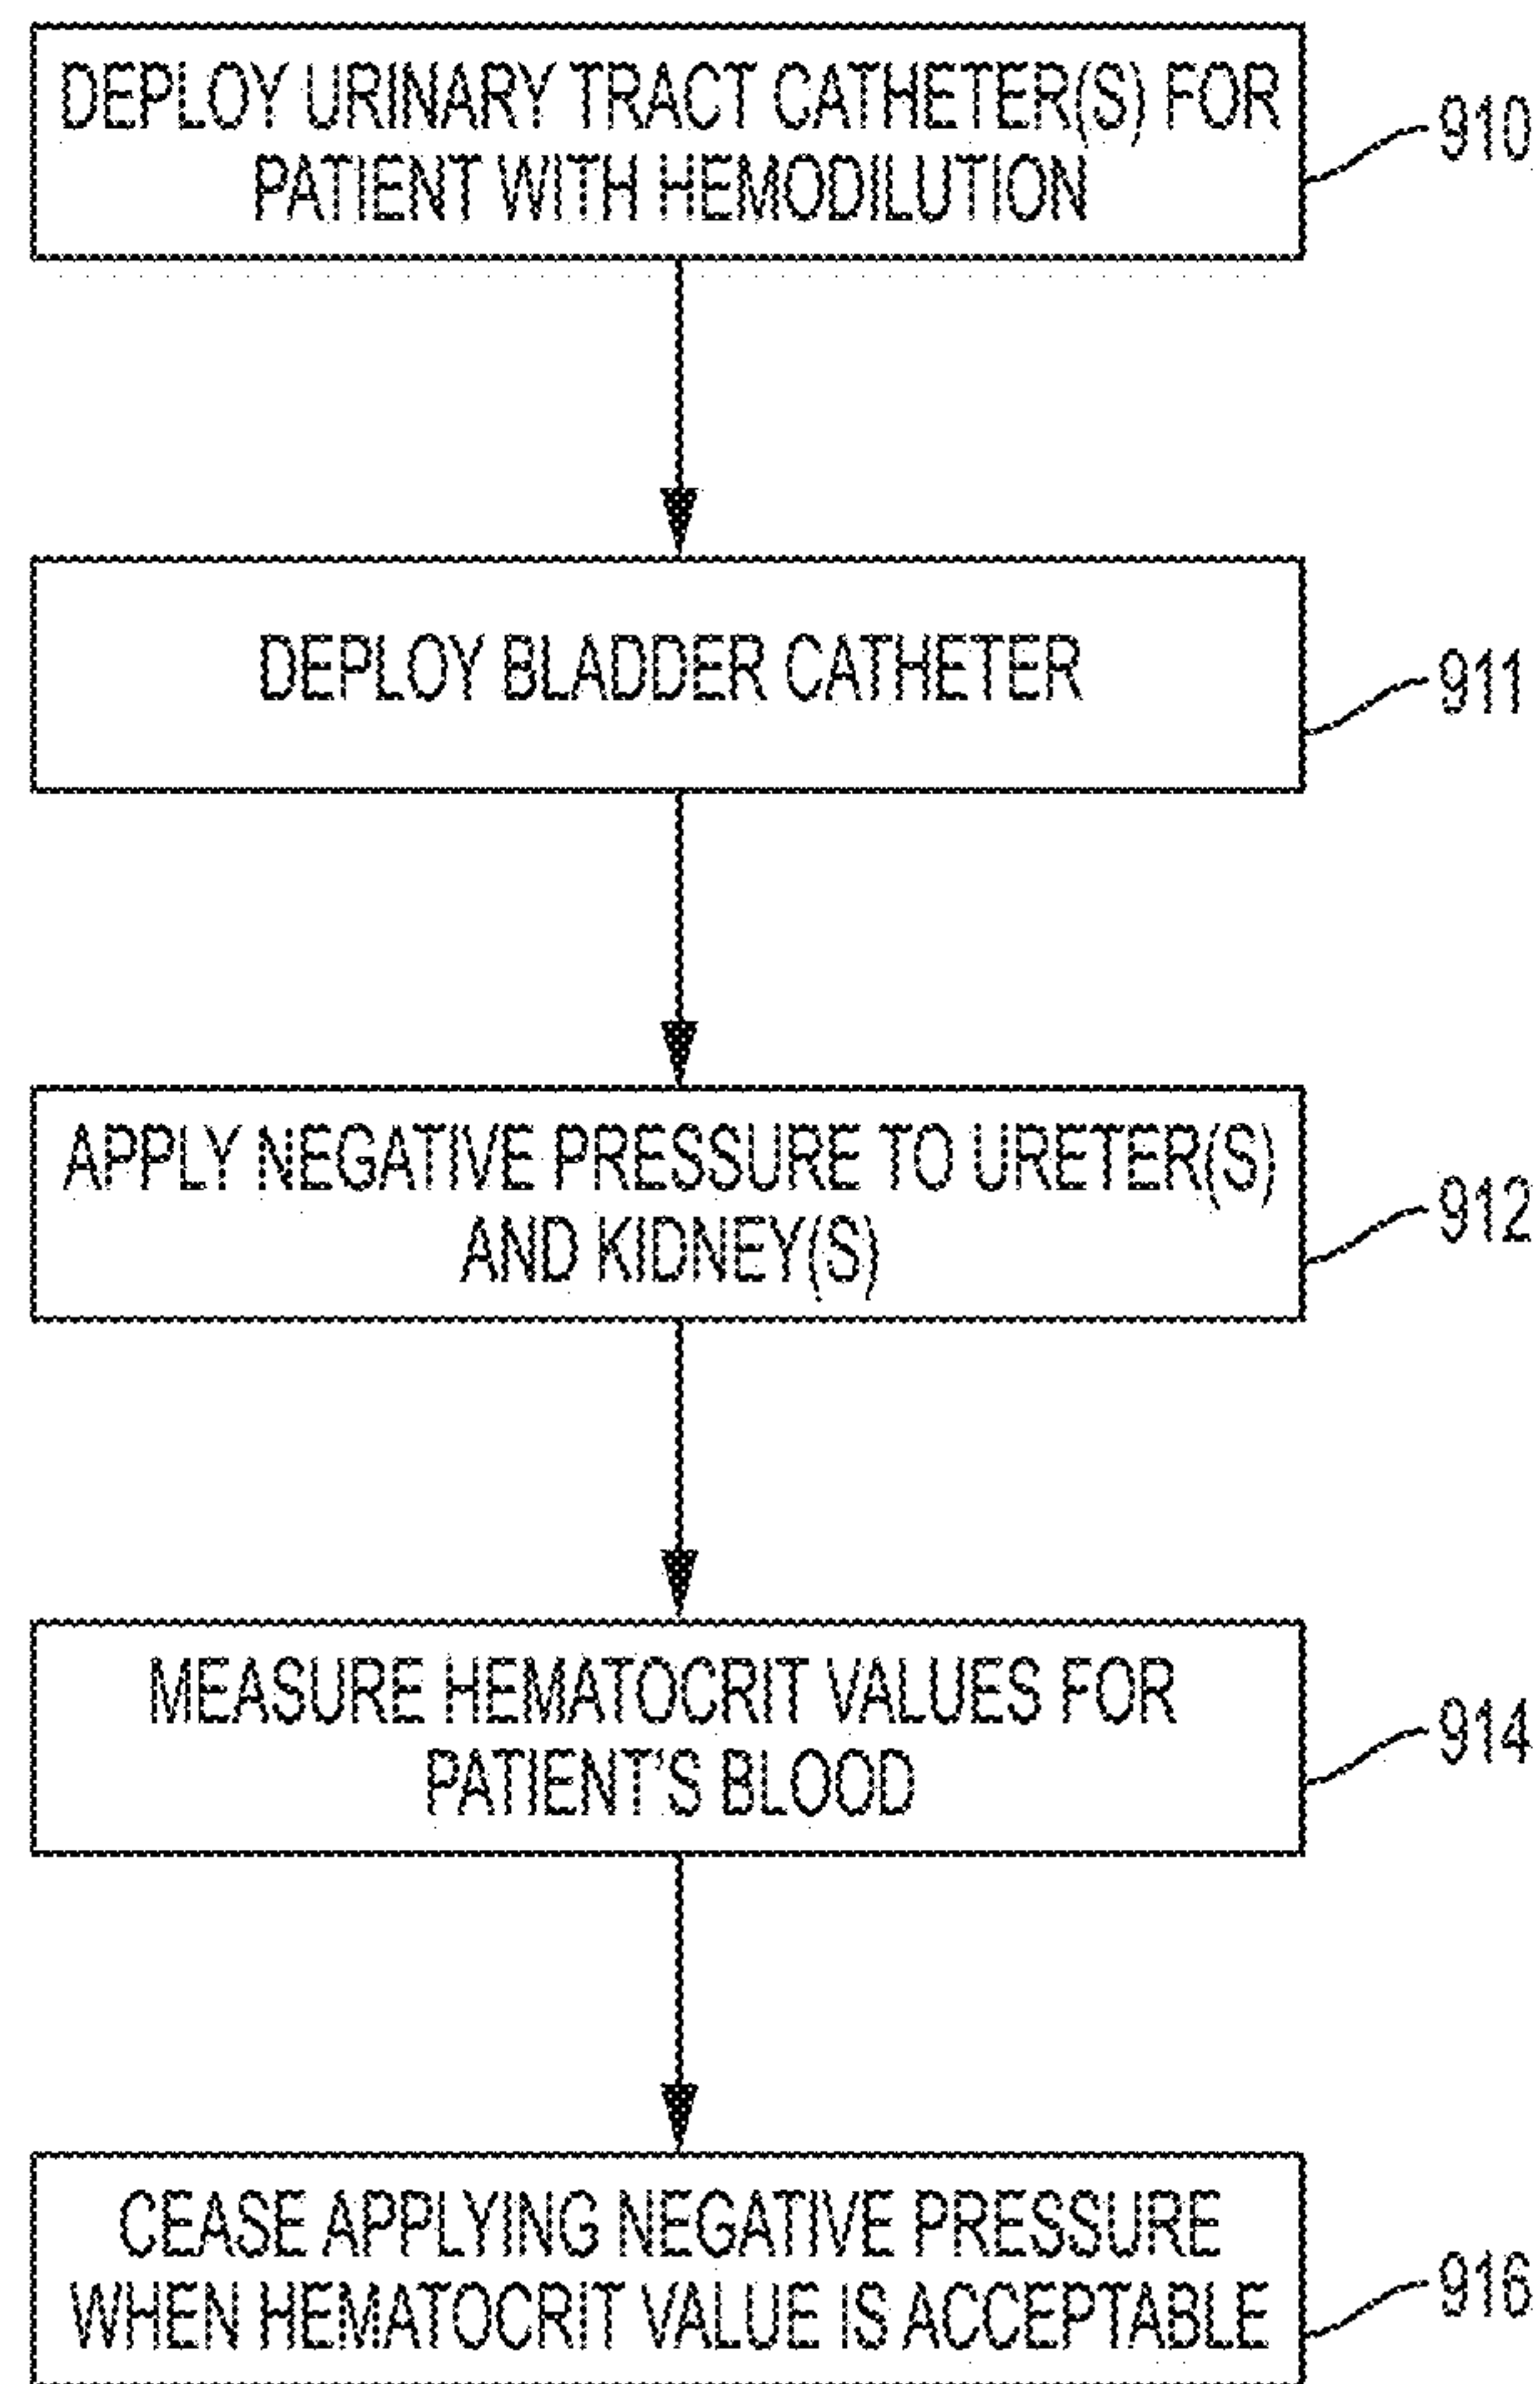 DEPLOY URINARY TRACT CATHETER(S) FOR
PATIENT WITH HEMODILUTION
910
DEPLOY BLADDER CATHETER
911
APPLY NEGATIVE PRESSURE TO URETER(S)
AND KIDNEY(S)
912
MEASURE HEMATOCRIT VALUES FOR
PATIENT'S BLOOD
914
CEASE APPLYING NEGATIVE PRESSURE
WHEN HEMATOCRIT VALUE IS ACCEPTABLE
916